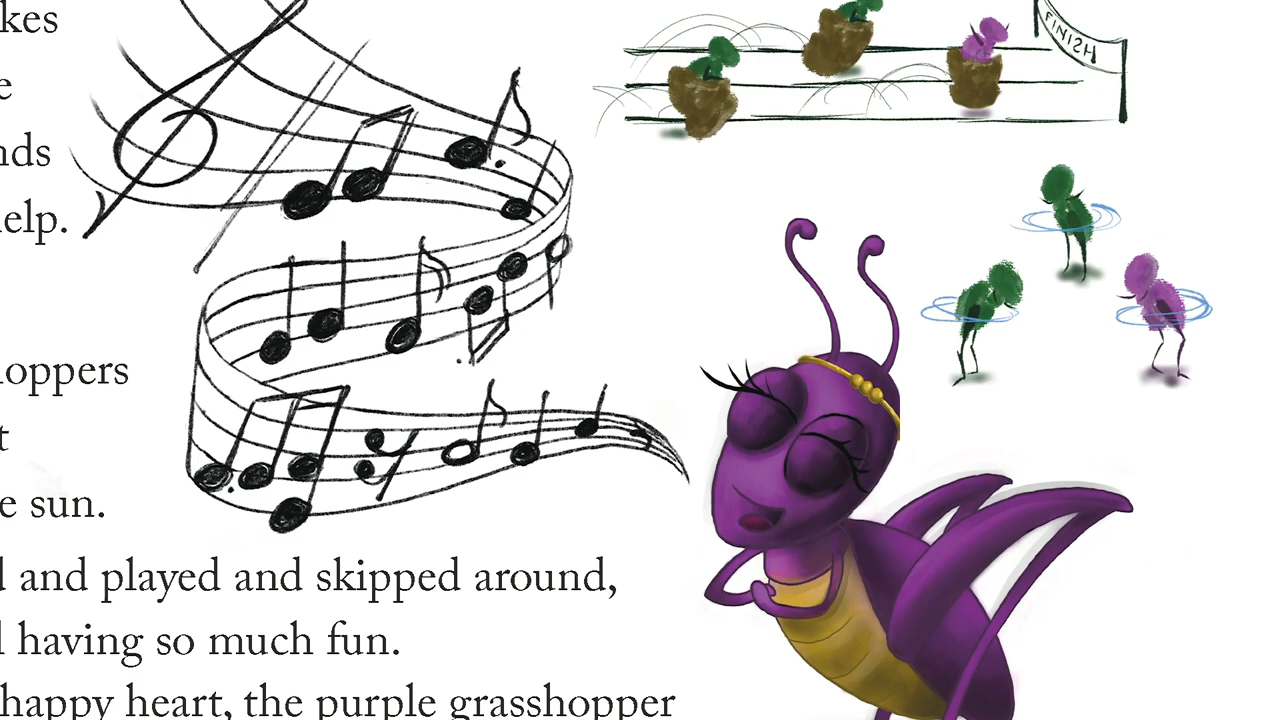 kes
e
nds
elp.
oppers
t
e sun.
d and played and skipped around,
l having so much fun.
happy heart, the purple grasshopper
FINISH